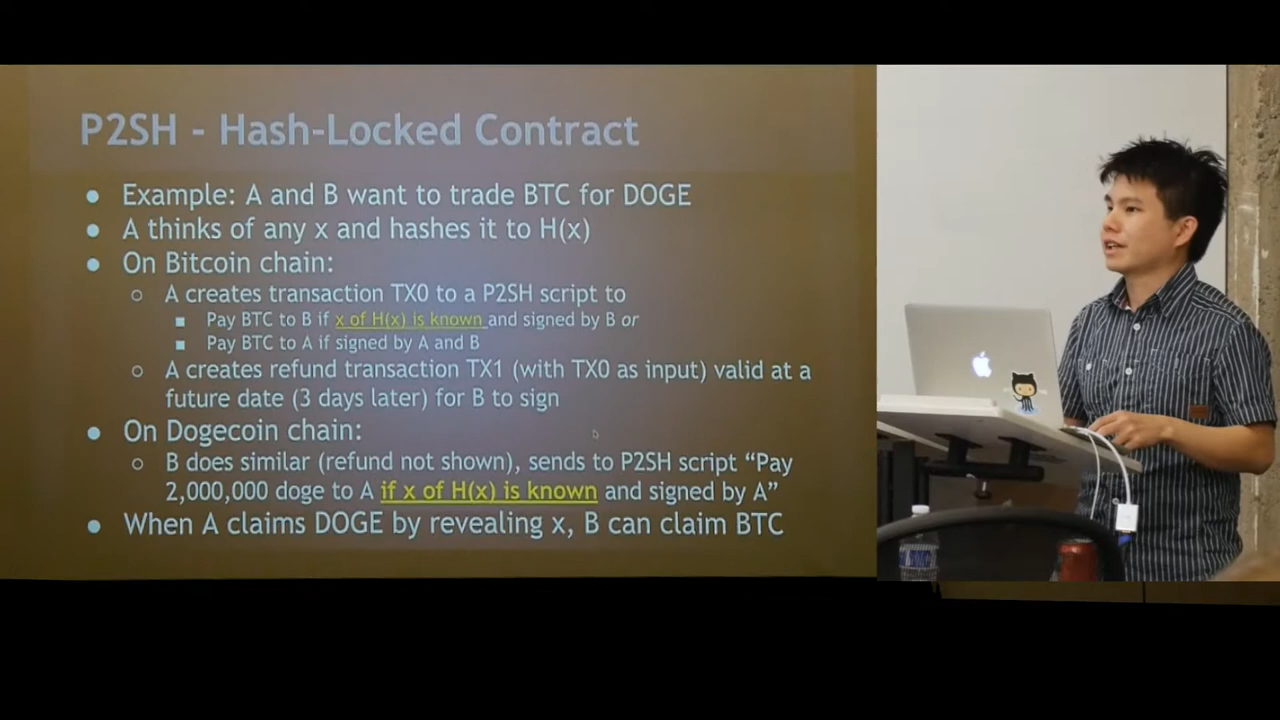 P2SH - Hash-Locked Contract
● Example: A and B want to trade BTC for DOGE
● A thinks of any x and hashes it to H(x)
● On Bitcoin chain:
○ A creates transaction TX0 to a P2SH script to
■ Pay BTC to B if x of H(x) is known and signed by B or
■ Pay BTC to A if signed by A and B
○ A creates refund transaction TX1 (with TX0 as input) valid at a
future date (3 days later) for B to sign
● On Dogecoin chain:
○ B does similar (refund not shown), sends to P2SH script “Pay
2,000,000 doge to A if x of H(x) is known and signed by A”
● When A claims DOGE by revealing x, B can claim BTC